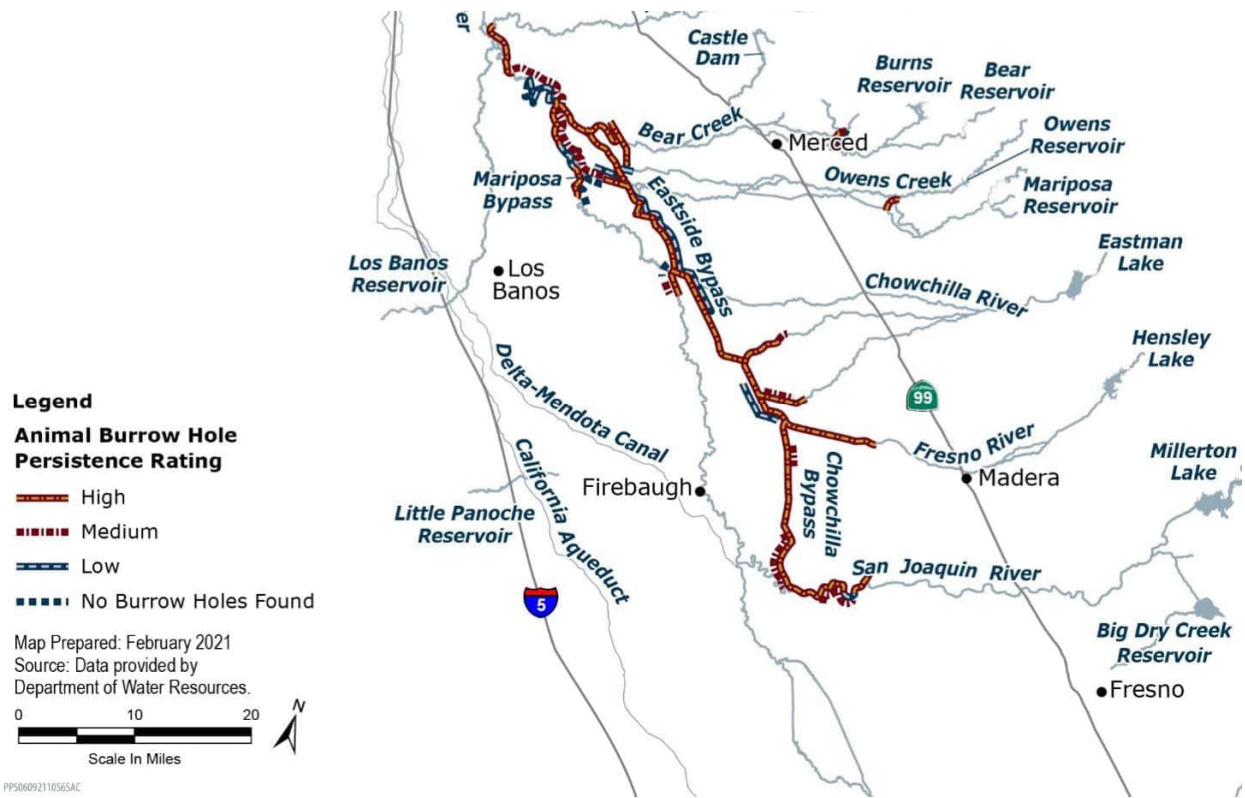 er
Castle
Dam
Burns
Reservoir
Bear
Reservoir
Bear Creek
Merced
Owens
Reservoir
Owens Creek
Mariposa
Reservoir
Mariposa
Bypass
Eastside Bypass
Eastman
Lake
Los Banos
Reservoir
Los
Banos
Chowchilla River
Hensley
Lake
Delta-Mendota Canal
99
Fresno River
Madera
Millerton
Lake
Firebaugh
Chowchilla
Bypass
California Aqueduct
Little Panoche
Reservoir
San Joaquin River
5
Big Dry Creek
Reservoir
Fresno
Legend
Animal Burrow Hole
Persistence Rating
High
Medium
Low
No Burrow Holes Found
Map Prepared: February 2021
Source: Data provided by
Department of Water Resources.
0 10 20
Scale In Miles
N
PPS0609211056SAC